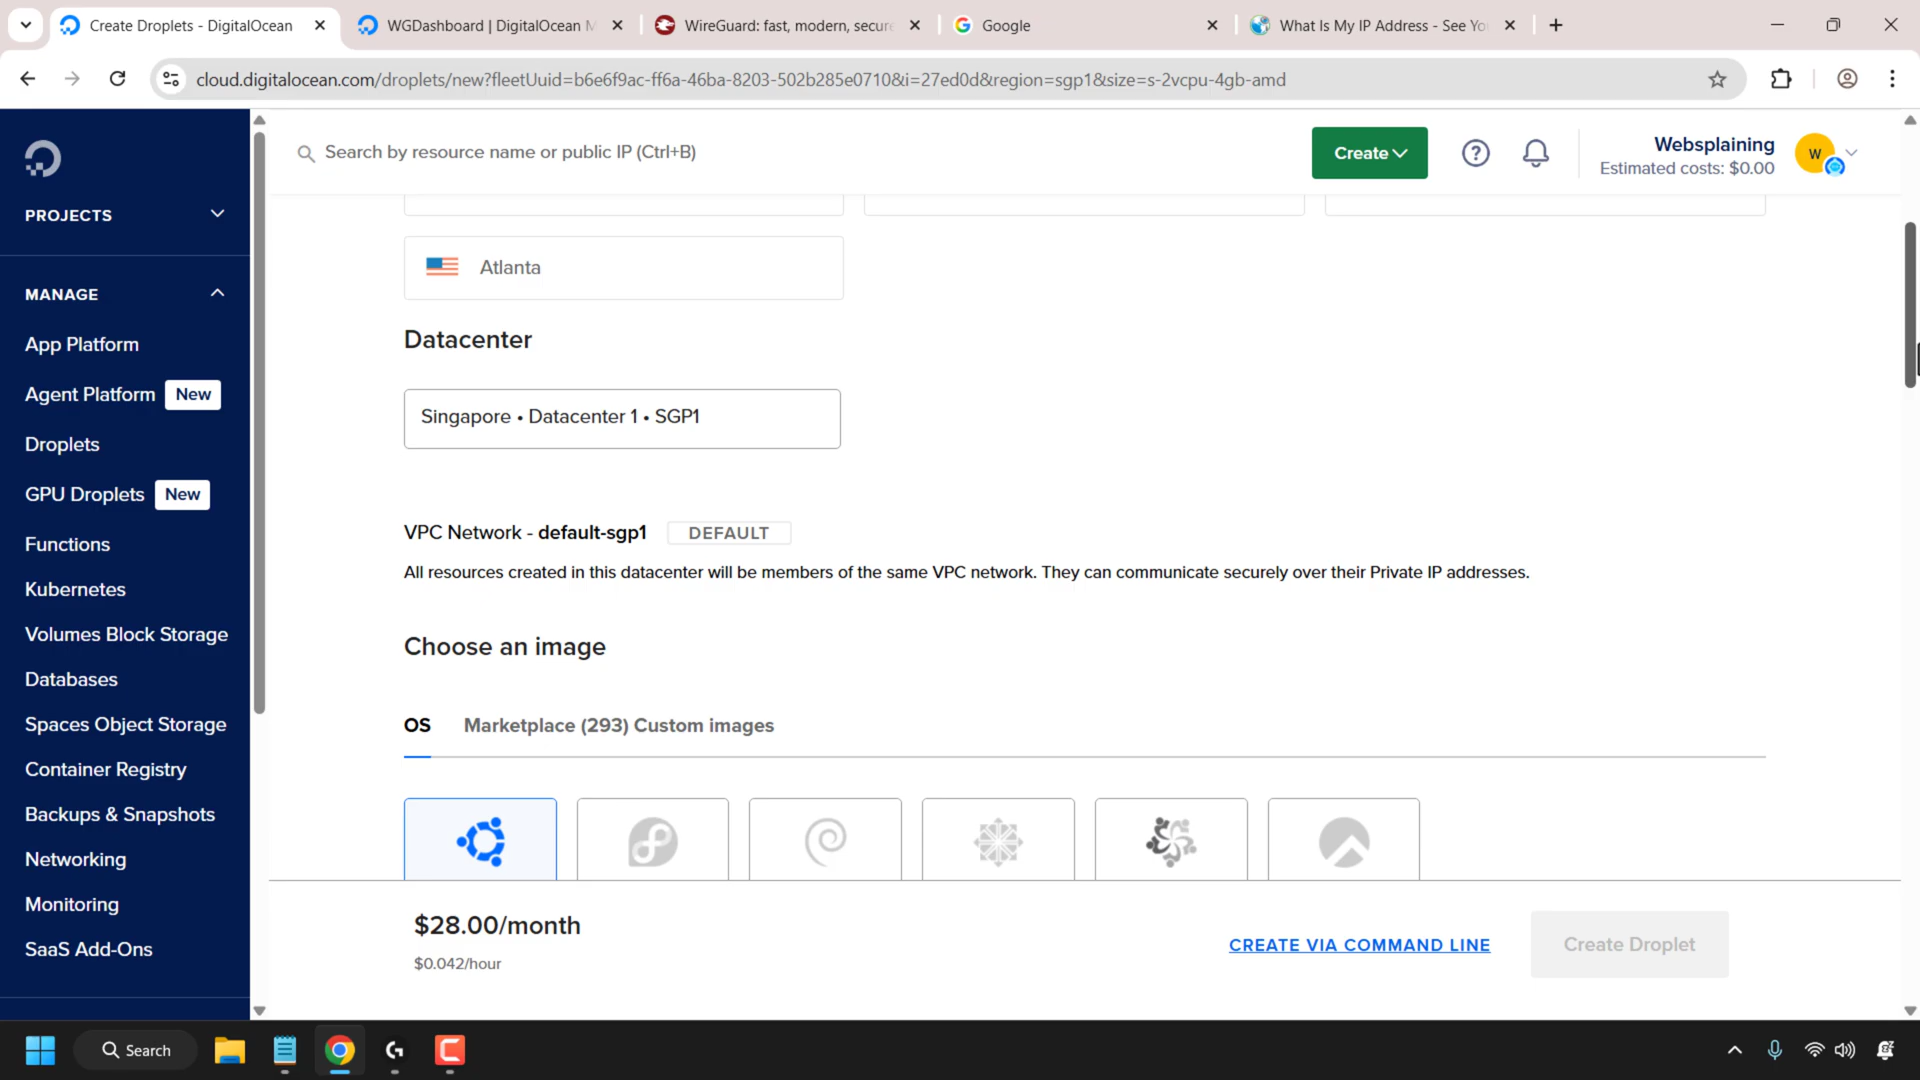 Create Droplets - DigitalOcean
WGDashboard | DigitalOcean M
WireGuard: fast, modern, secure
Google
What Is My IP Address - See Yo
cloud.digitalocean.com/droplets/new?fleetUuid=b6e6f9ac-ff6a-46ba-8203-502b285e0710&i=27ed0d&region=sgp1&size=s-2vcpu-4gb-amd
Search by resource name or public IP (Ctrl+B)
Create
Websplaining
Estimated costs: $0.00
W
PROJECTS
MANAGE
App Platform
Agent Platform New
Droplets
GPU Droplets New
Functions
Kubernetes
Volumes Block Storage
Databases
Spaces Object Storage
Container Registry
Backups & Snapshots
Networking
Monitoring
SaaS Add-Ons
Atlanta
Datacenter
Singapore • Datacenter 1 • SGP1
VPC Network - default-sgp1 DEFAULT
All resources created in this datacenter will be members of the same VPC network. They can communicate securely over their Private IP addresses.
Choose an image
OS Marketplace (293) Custom images
$28.00/month
$0.042/hour
CREATE VIA COMMAND LINE
Create Droplet
Search